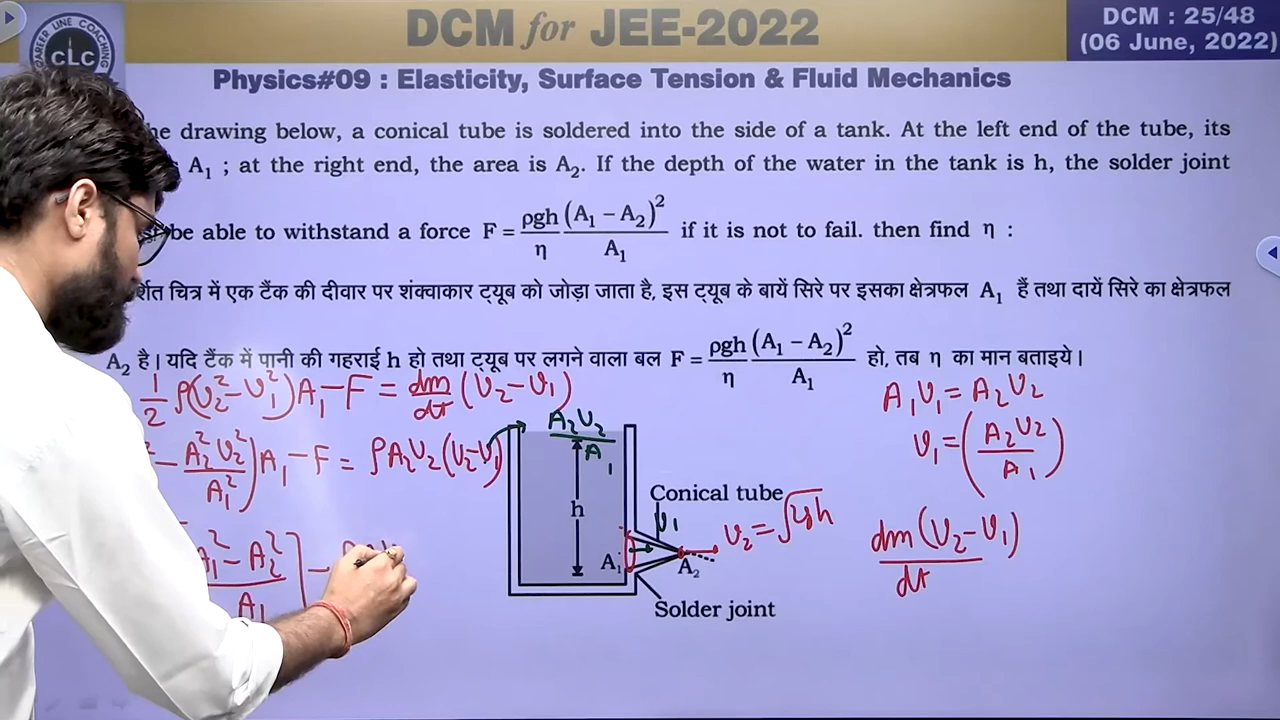 DCM for JEE-2022
DCM : 25/48
(06 June, 2022)
CAREER LINE COACHING
CLC
Physics#09 : Elasticity, Surface Tension & Fluid Mechanics
drawing below, a conical tube is soldered into the side of a tank. At the left end of the tube, its
A₁ ; at the right end, the area is A₂. If the depth of the water in the tank is h, the solder joint
be able to withstand a force F = ρgh/η (A₁ – A₂)²/A₁ if it is not to fail. then find η :
चित्र में एक टैंक की दीवार पर शंक्वाकार ट्यूब को जोड़ा जाता है, इस ट्यूब के बायें सिरे पर इसका क्षेत्रफल A₁ हैं तथा दायें सिरे का क्षेत्रफल
A₂ है। यदि टैंक में पानी की गहराई h हो तथा ट्यूब पर लगने वाला बल F = ρgh/η (A₁ – A₂)²/A₁ हो, तब η का मान बताइये।
1/2 ρ(v₂² – v₁²)A₁ – F = dm/dt (v₂ – v₁)
– A₂²v₂²/A₁²)A₁ – F = ρA₂v₂(v₂ – v₁
A₁² – A₂²/A₁] –
A₂v₂/A₁
h
Conical tube
v₁
v₂ = √2gh
A₁
A₂
Solder joint
A₁v₁ = A₂v₂
v₁ = (A₂v₂/A₁)
dm/dt (v₂ – v₁)